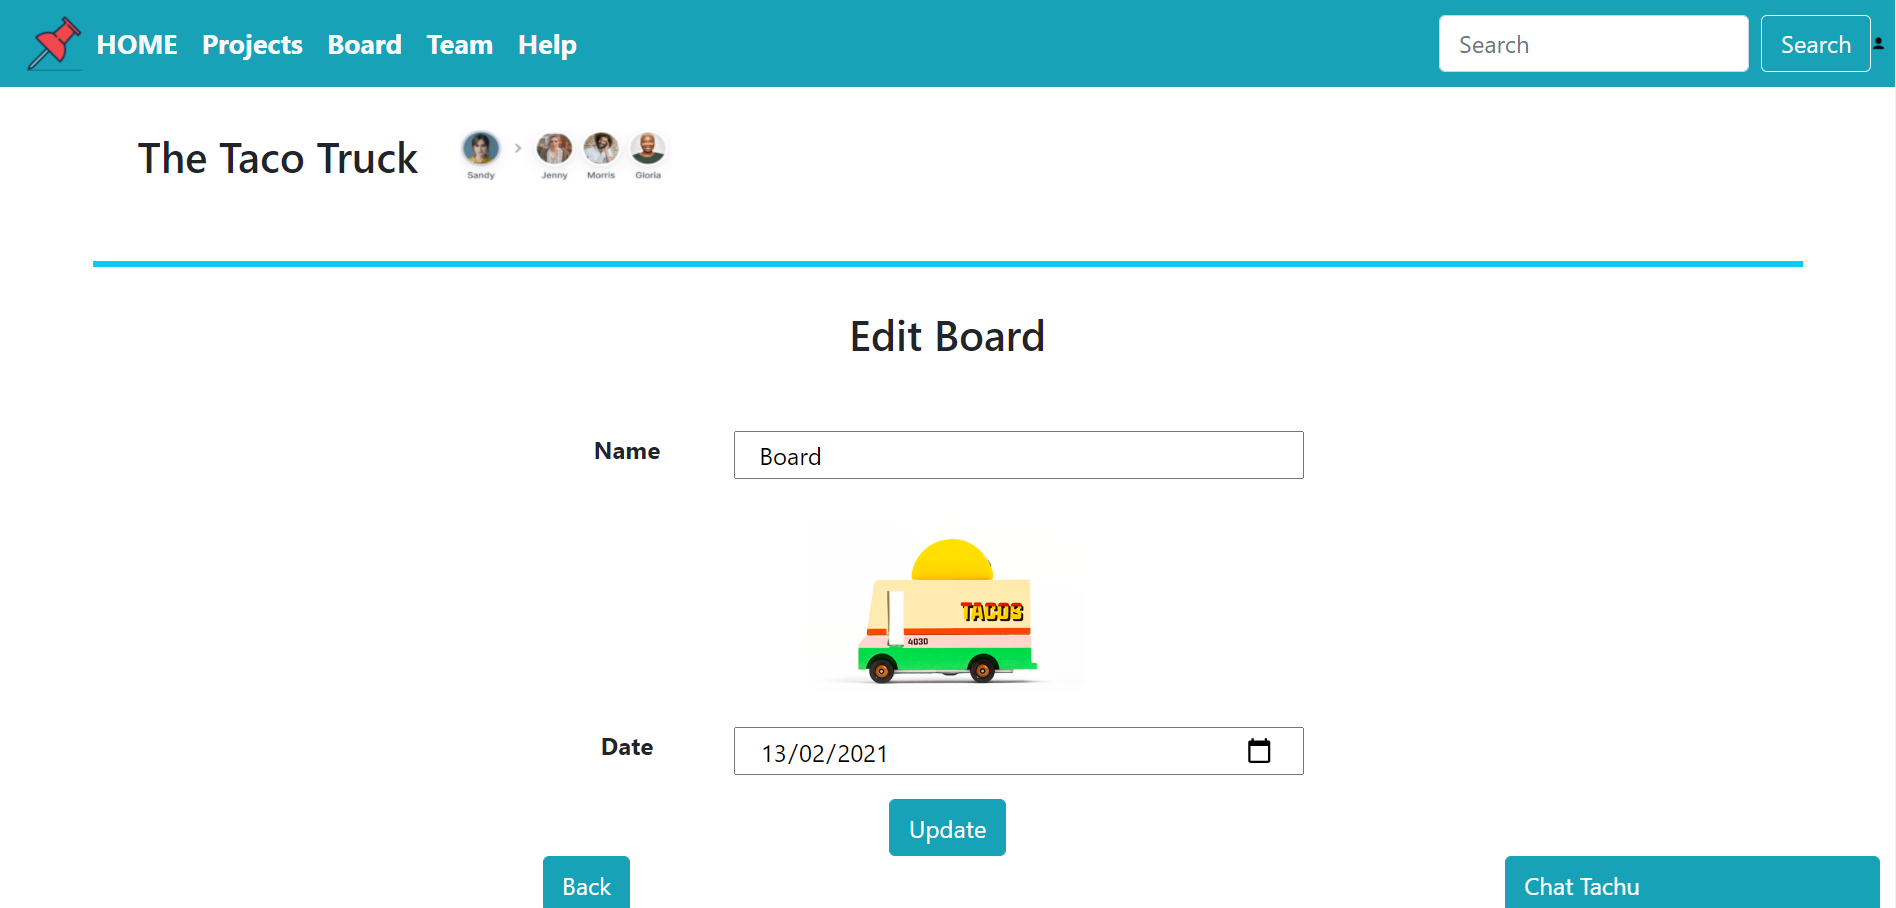 HOME Projects Board Team Help Search Search
The Taco Truck
Sandy Jenny Morris Gloria
Edit Board
Name Board
TACOS
4030
Date 13/02/2021
Update
Back Chat Tachu